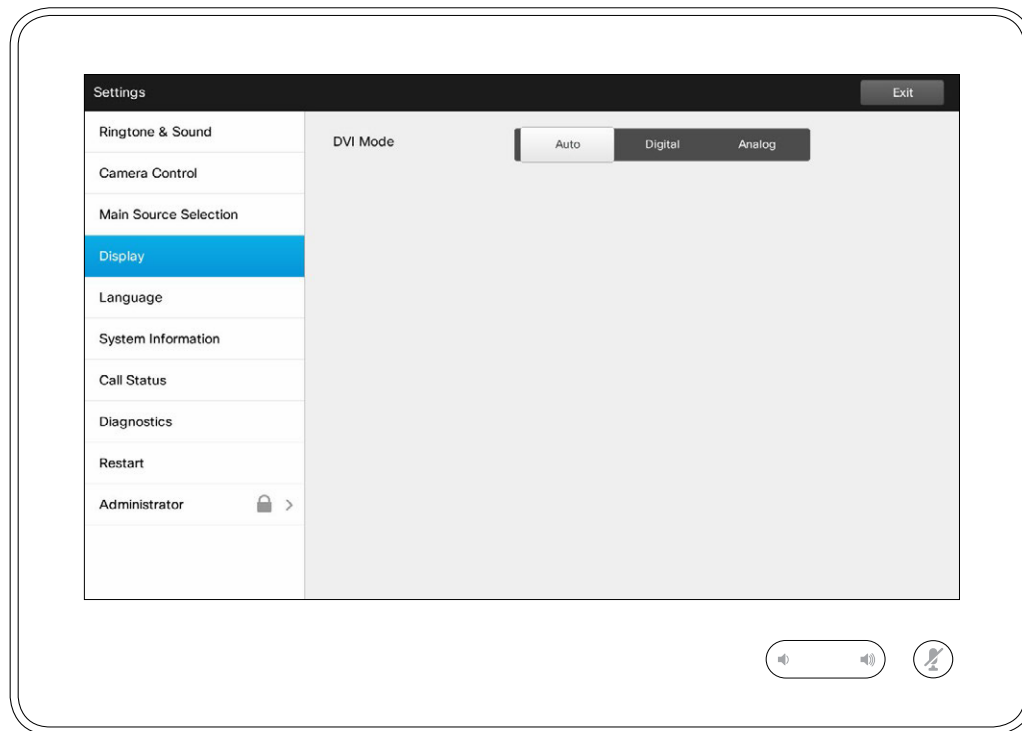 Settings
Exit
Ringtone & Sound
DVI Mode
Auto
Digital
Analog
Camera Control
Main Source Selection
Display
Language
System Information
Call Status
Diagnostics
Restart
Administrator